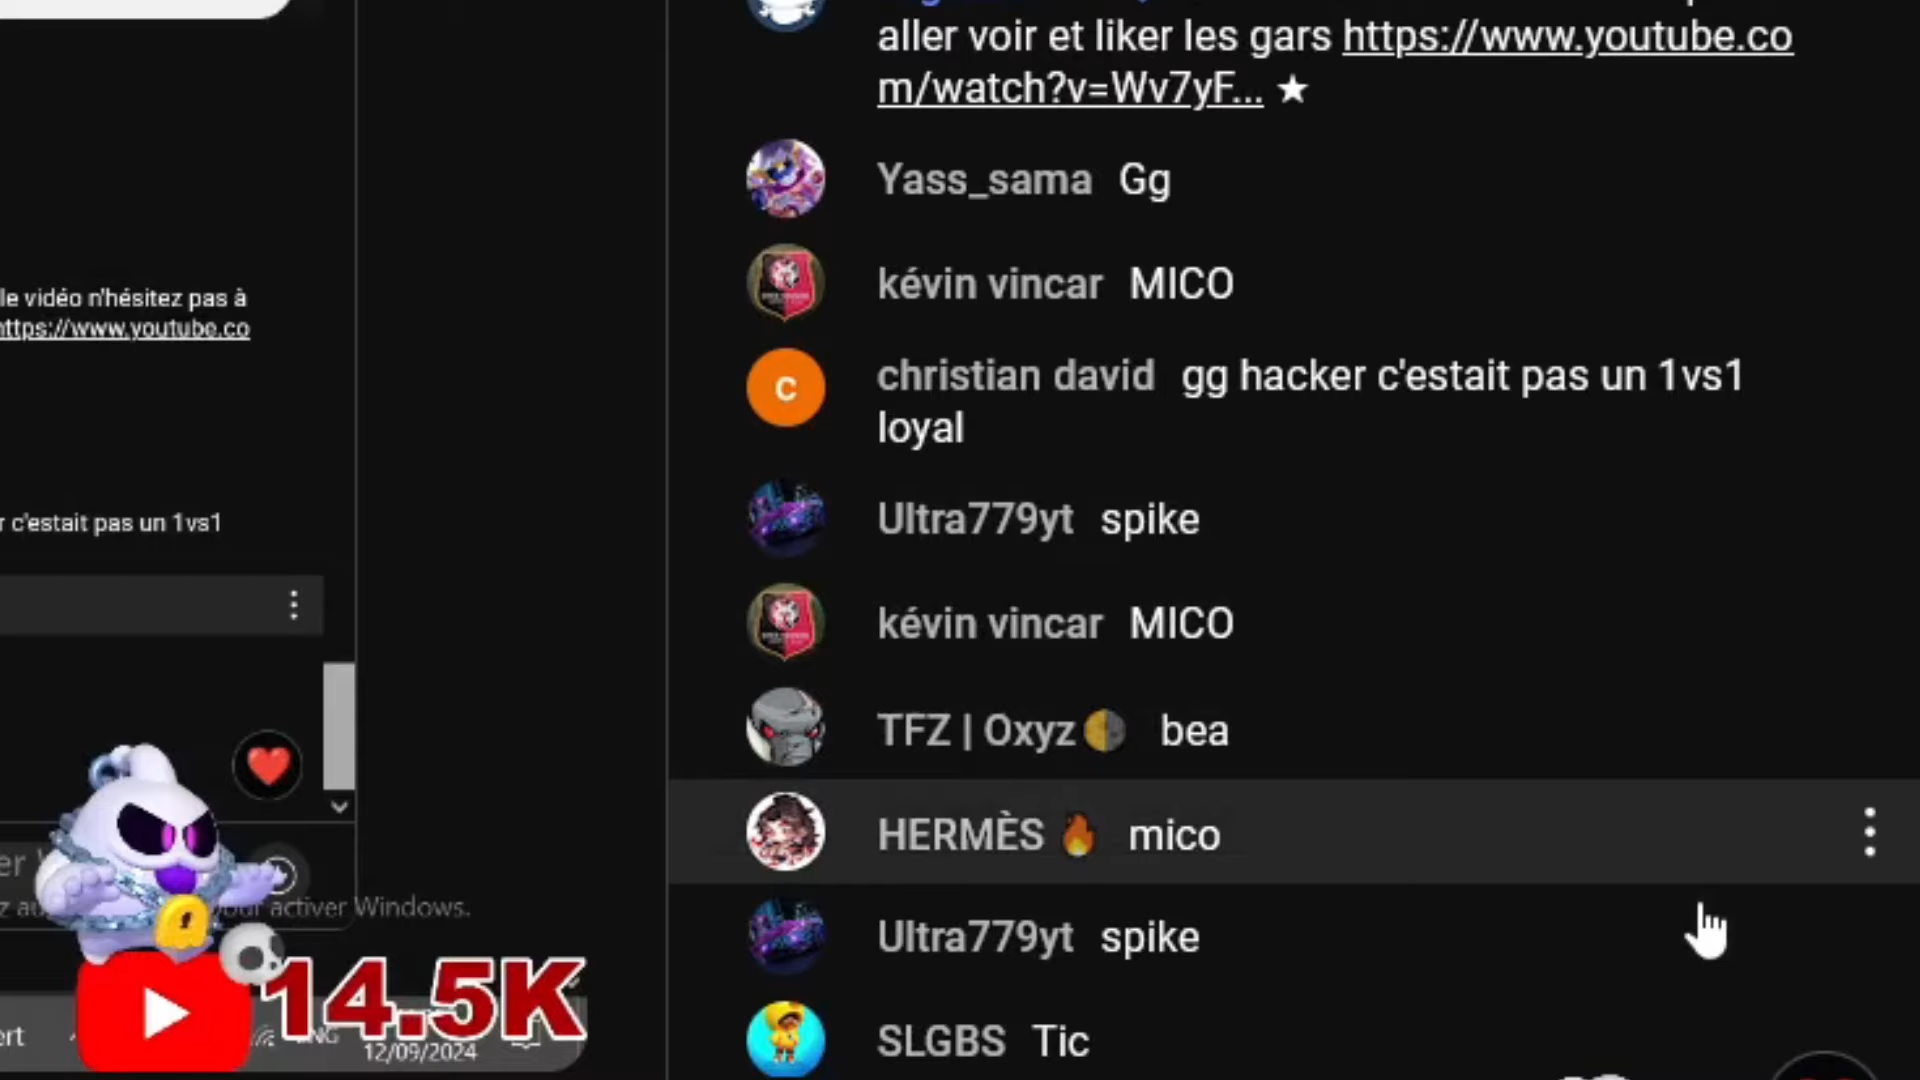 aller voir et liker les gars https://www.youtube.co
m/watch?v=Wv7yF... ★
Yass_sama Gg
kévin vincar MICO
christian david gg hacker c'estait pas un 1vs1
loyal
Ultra779yt spike
kévin vincar MICO
TFZ | Oxyz🌗 bea
HERMÈS 🔥 mico
Ultra779yt spike
SLGBS Tic
le vidéo n'hésitez pas à
https://www.youtube.co
r c'estait pas un 1vs1
activer Windows.
14.5K
12/09/2024